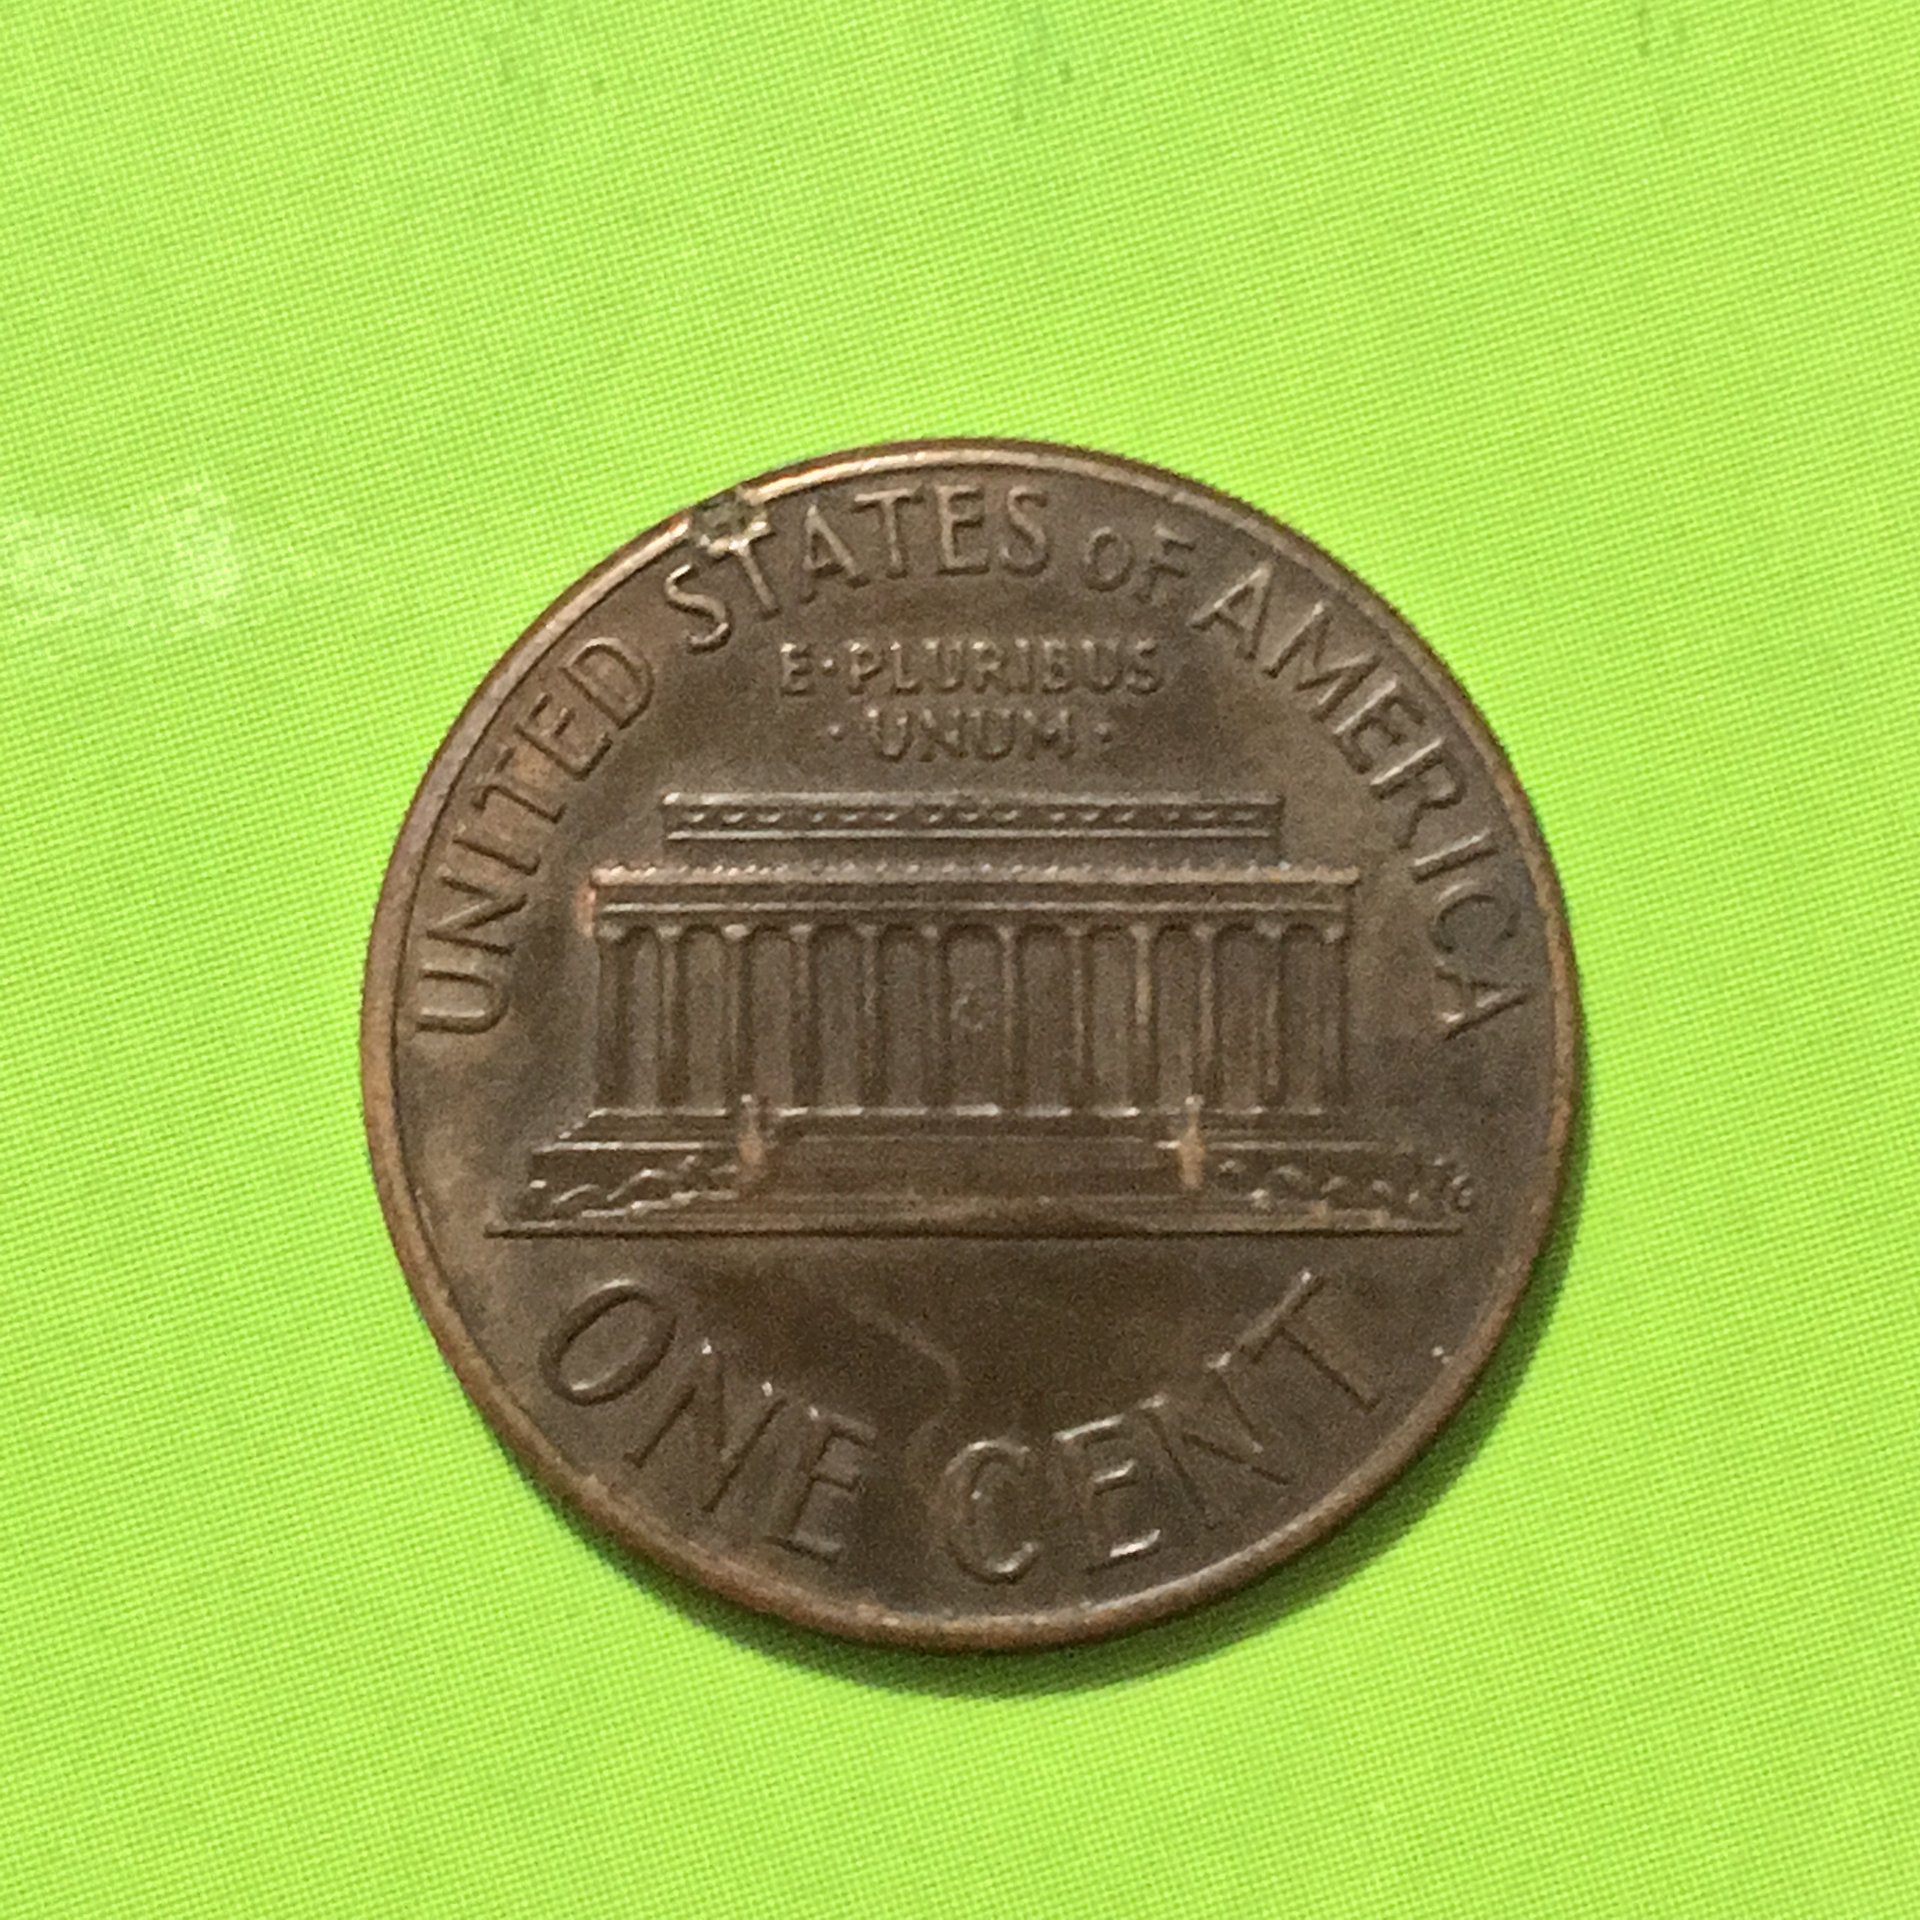 UNITED STATES OF AMERICA
E·PLURIBUS
·UNUM·
ONE CENT